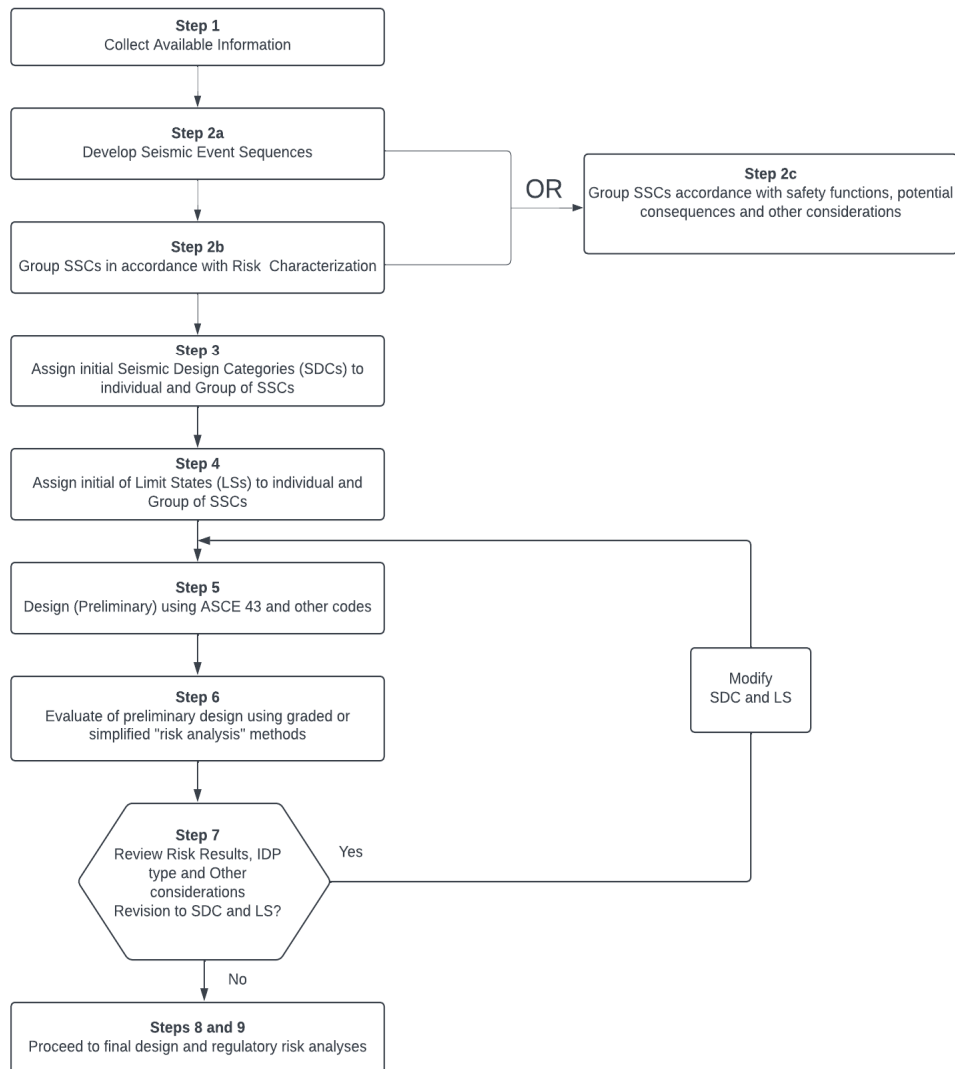 Step 1
Collect Available Information
Step 2a
Develop Seismic Event Sequences
OR
Step 2c
Group SSCs accordance with safety functions, potential
consequences and other considerations
Step 2b
Group SSCs in accordance with Risk Characterization
Step 3
Assign initial Seismic Design Categories (SDCs) to
individual and Group of SSCs
Step 4
Assign initial of Limit States (LSs) to individual and
Group of SSCs
Step 5
Design (Preliminary) using ASCE 43 and other codes
Step 6
Evaluate of preliminary design using graded or
simplified "risk analysis" methods
Modify
SDC and LS
Step 7
Review Risk Results, IDP
type and Other
considerations
Revision to SDC and LS?
Yes
No
Steps 8 and 9
Proceed to final design and regulatory risk analyses